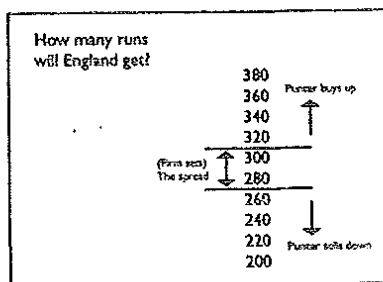 How many runs
will England get?
380
360
Punter buys up
340
320
(Firm sets)
300
The spread
280
260
240
220
Punter sells down
200